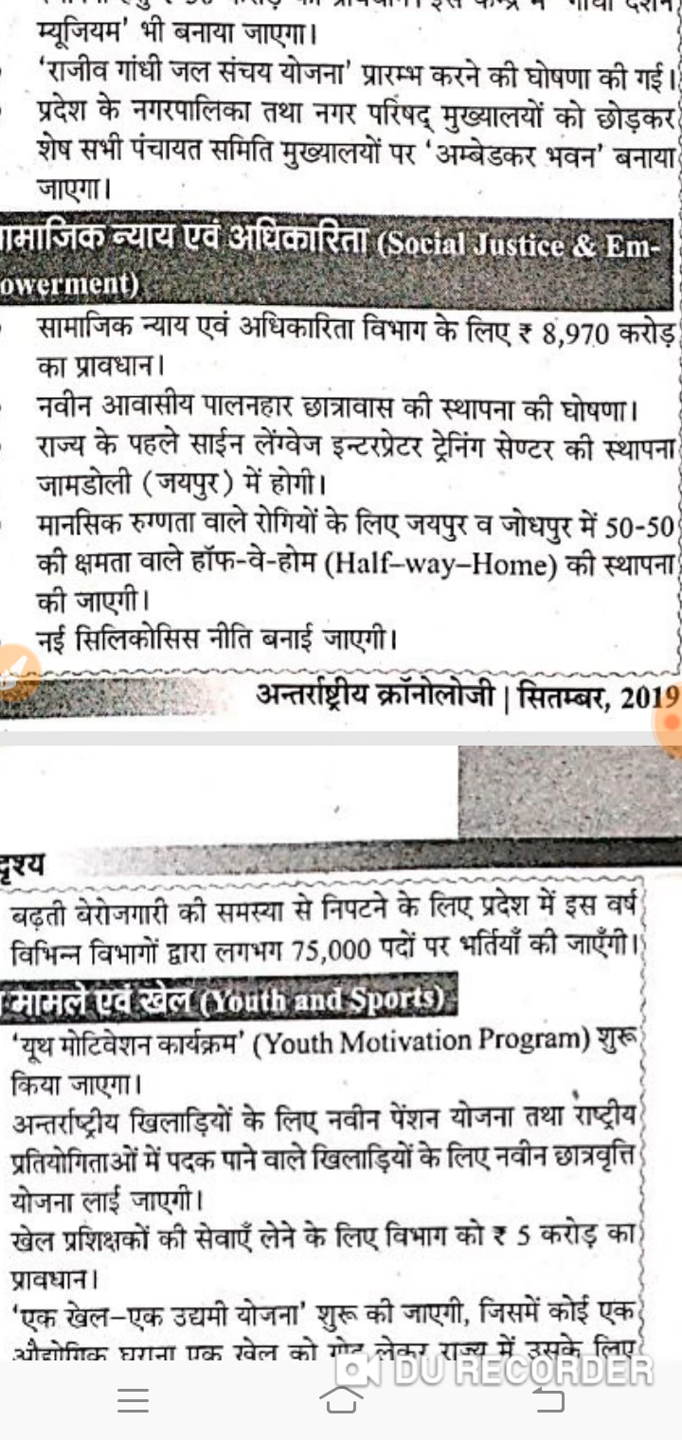 म्यूजियम’ भी बनाया जाएगा।
‘राजीव गांधी जल संचय योजना’ प्रारम्भ करने की घोषणा की गई।
प्रदेश के नगरपालिका तथा नगर परिषद् मुख्यालयों को छोड़कर
शेष सभी पंचायत समिति मुख्यालयों पर ‘अम्बेडकर भवन’ बनाया
जाएगा।
ामाजिक न्याय एवं अधिकारिता (Social Justice & Em-
owerment)
सामाजिक न्याय एवं अधिकारिता विभाग के लिए ₹ 8,970 करोड़
का प्रावधान।
नवीन आवासीय पालनहार छात्रावास की स्थापना की घोषणा।
राज्य के पहले साईन लेंग्वेज इन्टरप्रेटर ट्रेनिंग सेण्टर की स्थापना
जामडोली (जयपुर) में होगी।
मानसिक रुग्णता वाले रोगियों के लिए जयपुर व जोधपुर में 50-50
की क्षमता वाले हॉफ-वे-होम (Half-way-Home) की स्थापना
की जाएगी।
नई सिलिकोसिस नीति बनाई जाएगी।
अन्तर्राष्ट्रीय क्रॉनोलोजी | सितम्बर, 2019
दृश्य
बढ़ती बेरोजगारी की समस्या से निपटने के लिए प्रदेश में इस वर्ष
विभिन्न विभागों द्वारा लगभग 75,000 पदों पर भर्तियाँ की जाएँगी।
मामले एवं खेल (Youth and Sports)
‘यूथ मोटिवेशन कार्यक्रम’ (Youth Motivation Program) शुरू
किया जाएगा।
अन्तर्राष्ट्रीय खिलाड़ियों के लिए नवीन पेंशन योजना तथा राष्ट्रीय
प्रतियोगिताओं में पदक पाने वाले खिलाड़ियों के लिए नवीन छात्रवृत्ति
योजना लाई जाएगी।
खेल प्रशिक्षकों की सेवाएँ लेने के लिए विभाग को ₹ 5 करोड़ का
प्रावधान।
‘एक खेल-एक उद्यमी योजना’ शुरू की जाएगी, जिसमें कोई एक
औद्योगिक घराना एक खेल को गोद लेकर राज्य में उसके लिए
DU RECORDER